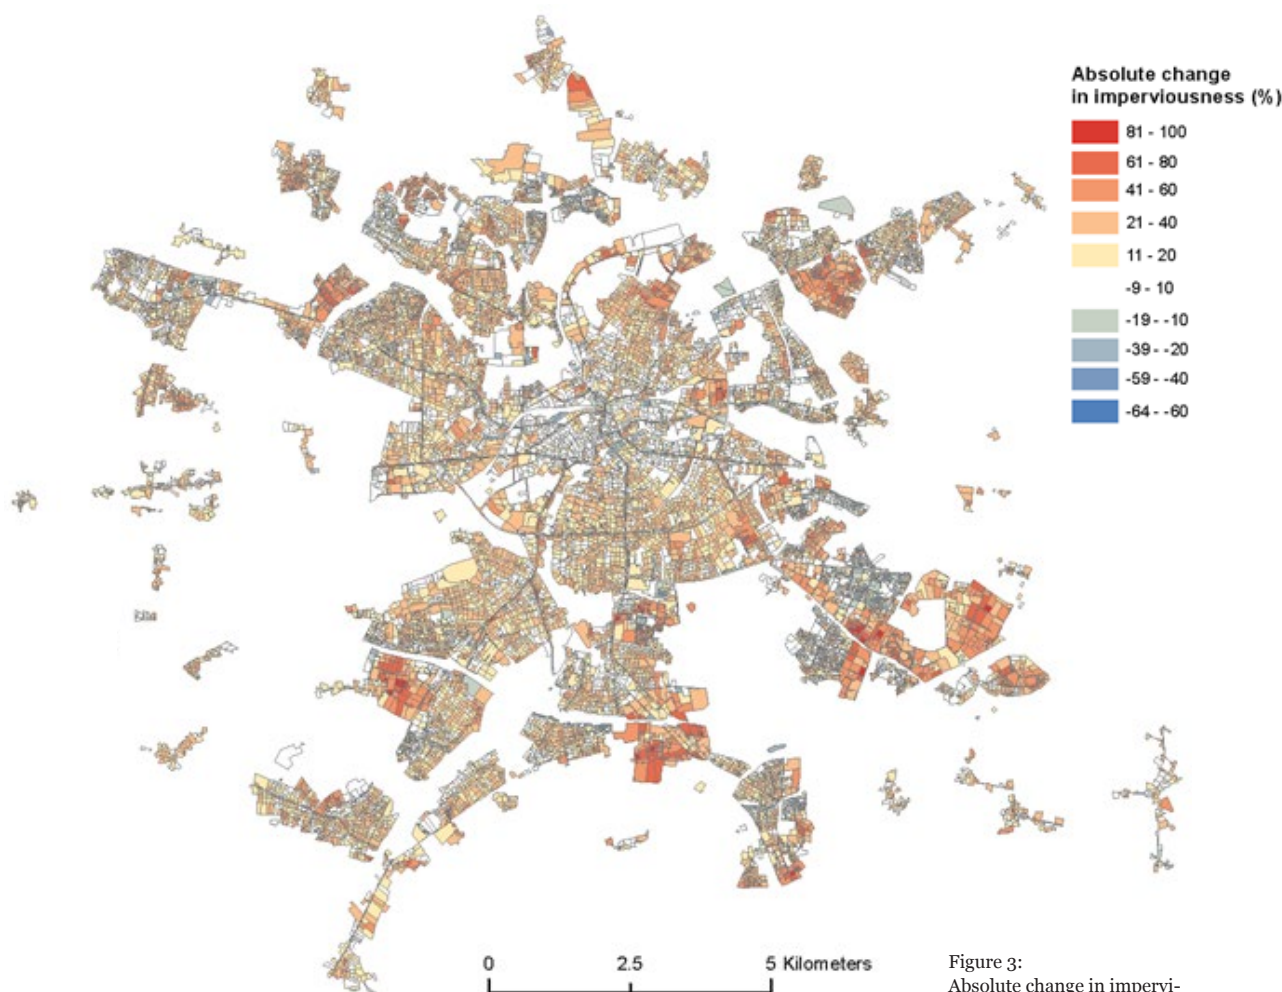 Absolute change
in imperviousness (%)
81 - 100
61 - 80
41 - 60
21 - 40
11 - 20
-9 - 10
-19 - -10
-39 - -20
-59 - -40
-64 - -60
0 2.5 5 Kilometers
Figure 3:
Absolute change in impervi-